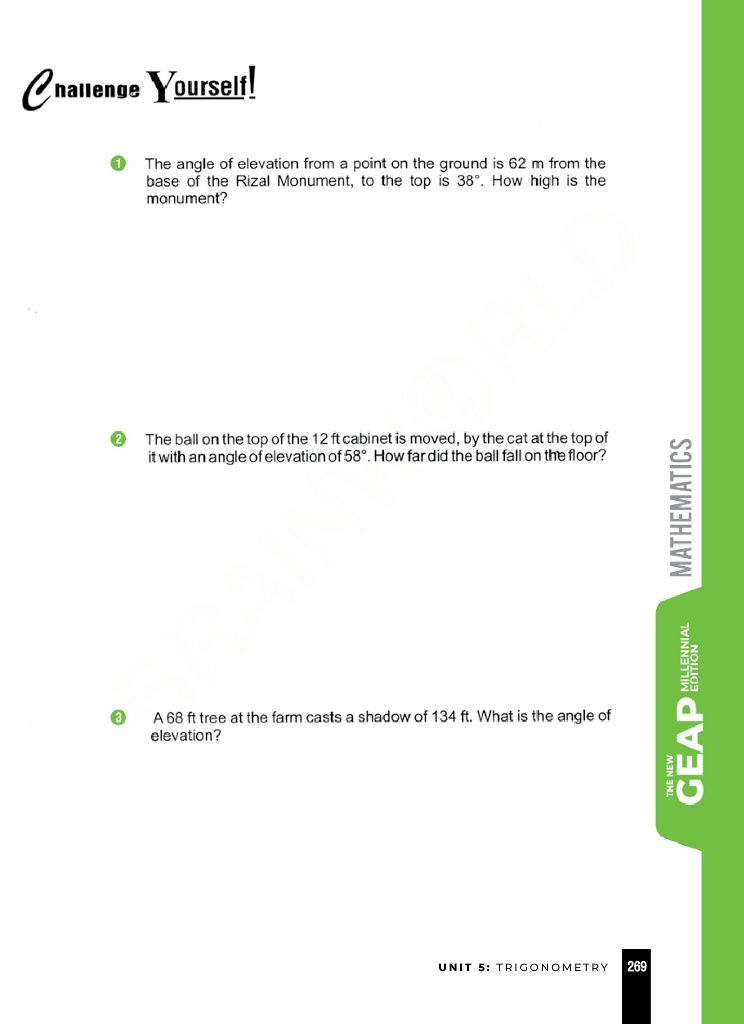 Challenge Yourself!
1 The angle of elevation from a point on the ground is 62 m from the
base of the Rizal Monument, to the top is 38°. How high is the
monument?
2 The ball on the top of the 12 ft cabinet is moved, by the cat at the top of
it with an angle of elevation of 58°. How far did the ball fall on the floor?
3 A 68 ft tree at the farm casts a shadow of 134 ft. What is the angle of
elevation?
MATHEMATICS
THE NEW
GEAP
MILLENNIAL
EDITION
BRAINWORLD
UNIT 5: TRIGONOMETRY 269